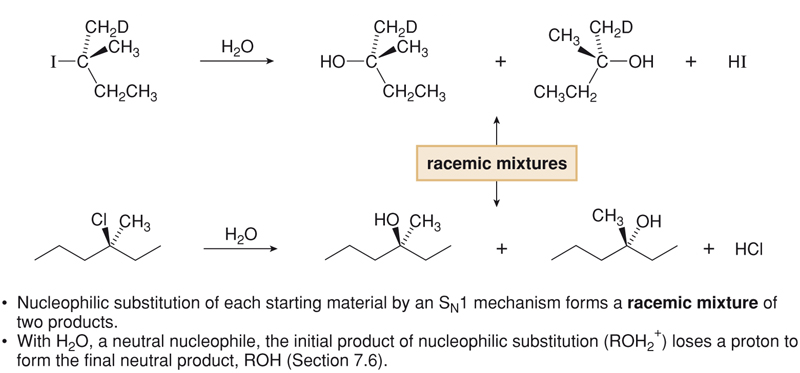 CH₂D CH₂D CH₂D
CH₃ CH₃ CH₃
I—C H₂O HO—C + C—OH + HI
CH₂CH₃ CH₂CH₃ CH₃CH₂
racemic mixtures
Cl CH₃ HO CH₃ CH₃ OH
H₂O + + HCl
• Nucleophilic substitution of each starting material by an SN1 mechanism forms a racemic mixture of
two products.
• With H₂O, a neutral nucleophile, the initial product of nucleophilic substitution (ROH₂⁺) loses a proton to
form the final neutral product, ROH (Section 7.6).